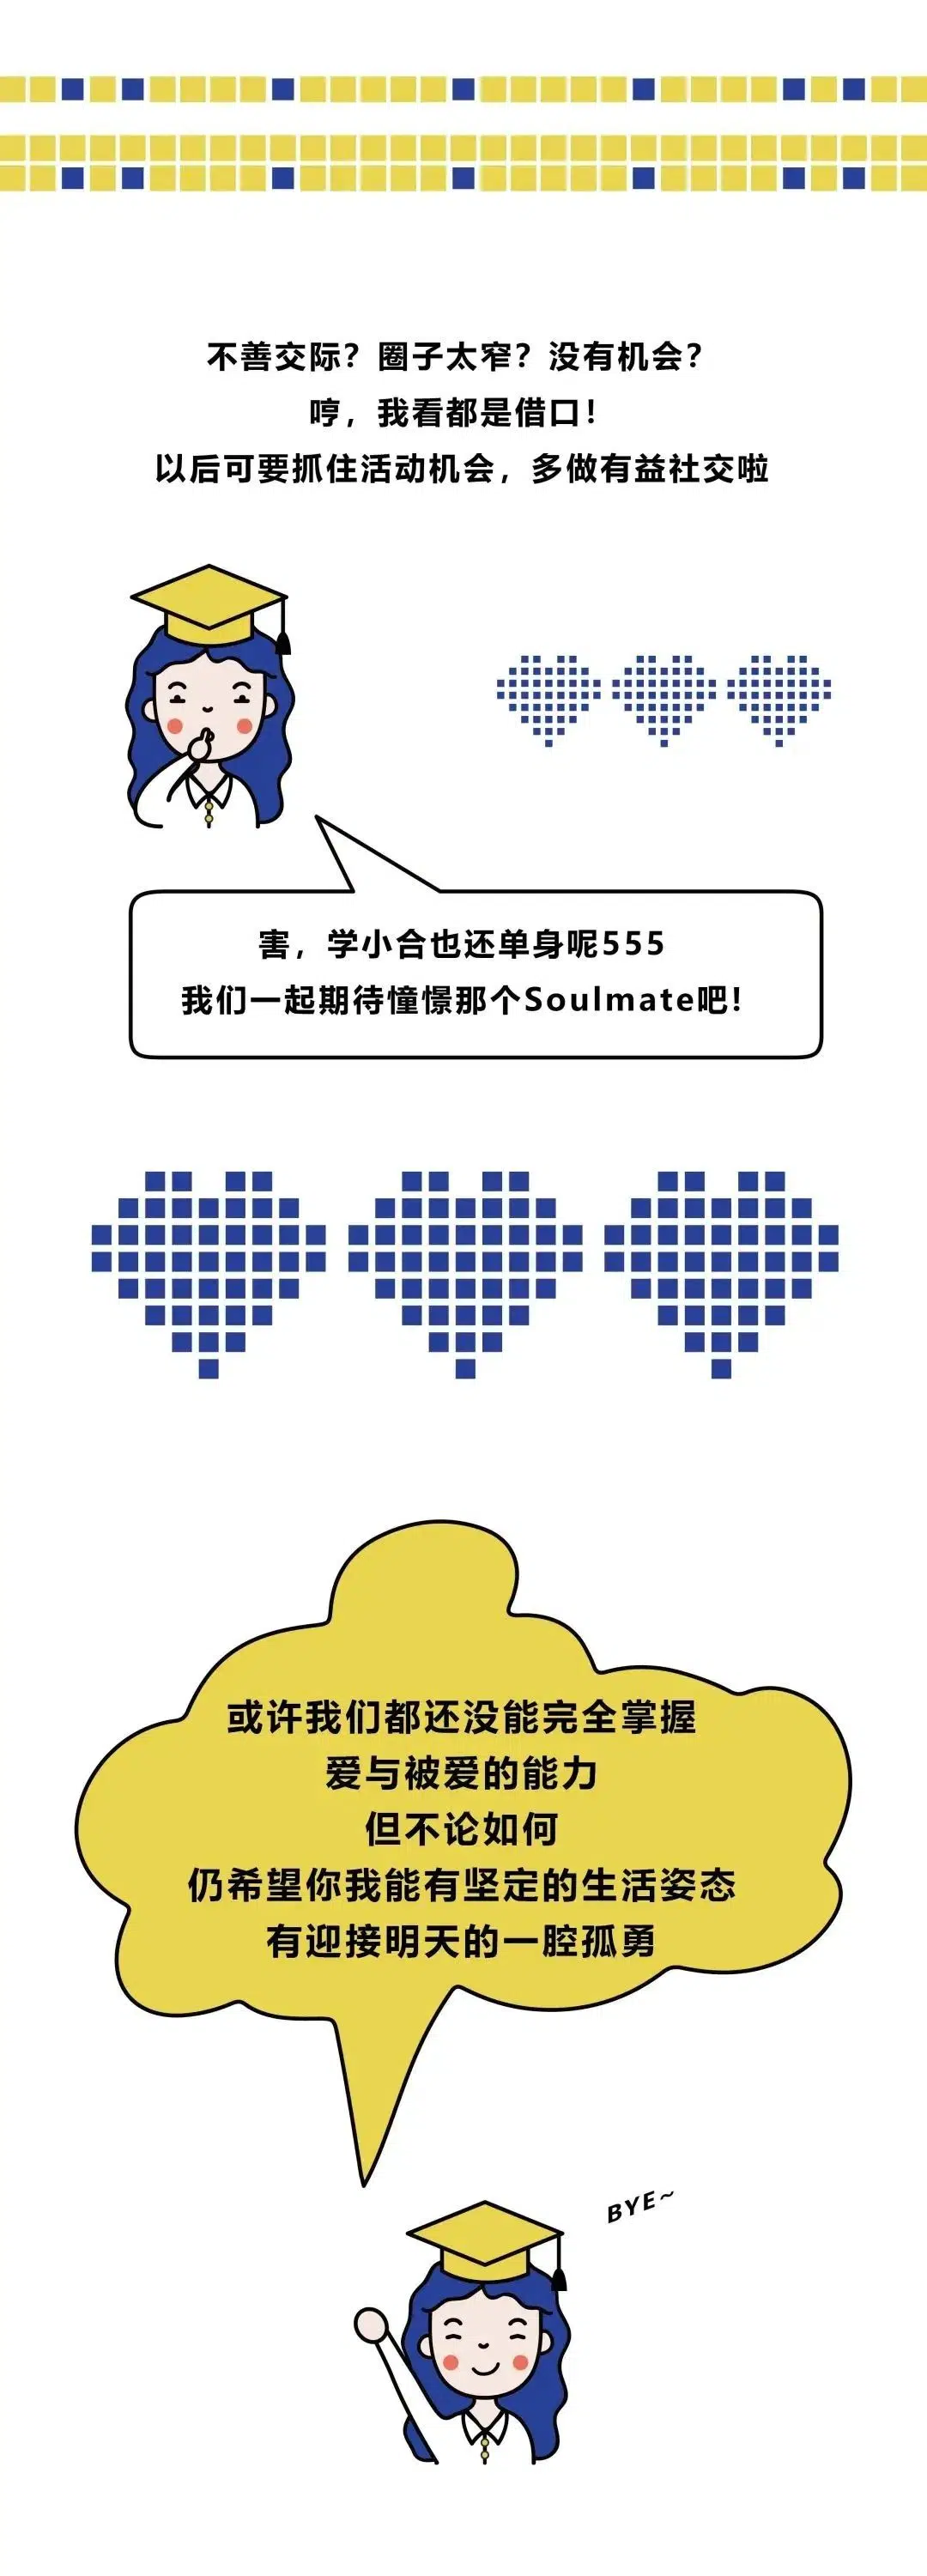 不善交际？圈子太窄？没有机会？
哼，我看都是借口！
以后可要抓住活动机会，多做有益社交啦
害，学小合也还单身呢555
我们一起期待憧憬那个Soulmate吧!
或许我们都还没能完全掌握
爱与被爱的能力
但不论如何
仍希望你我能有坚定的生活姿态
有迎接明天的一腔孤勇
BYE~